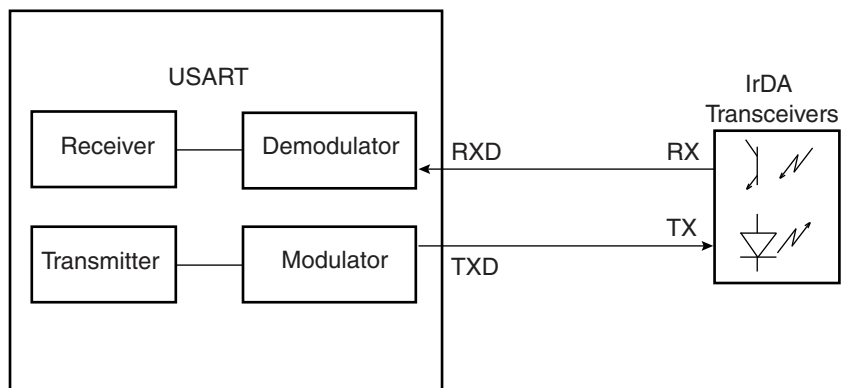 USART
IrDA
Transceivers
Receiver
Demodulator
RXD
RX
Transmitter
Modulator
TXD
TX